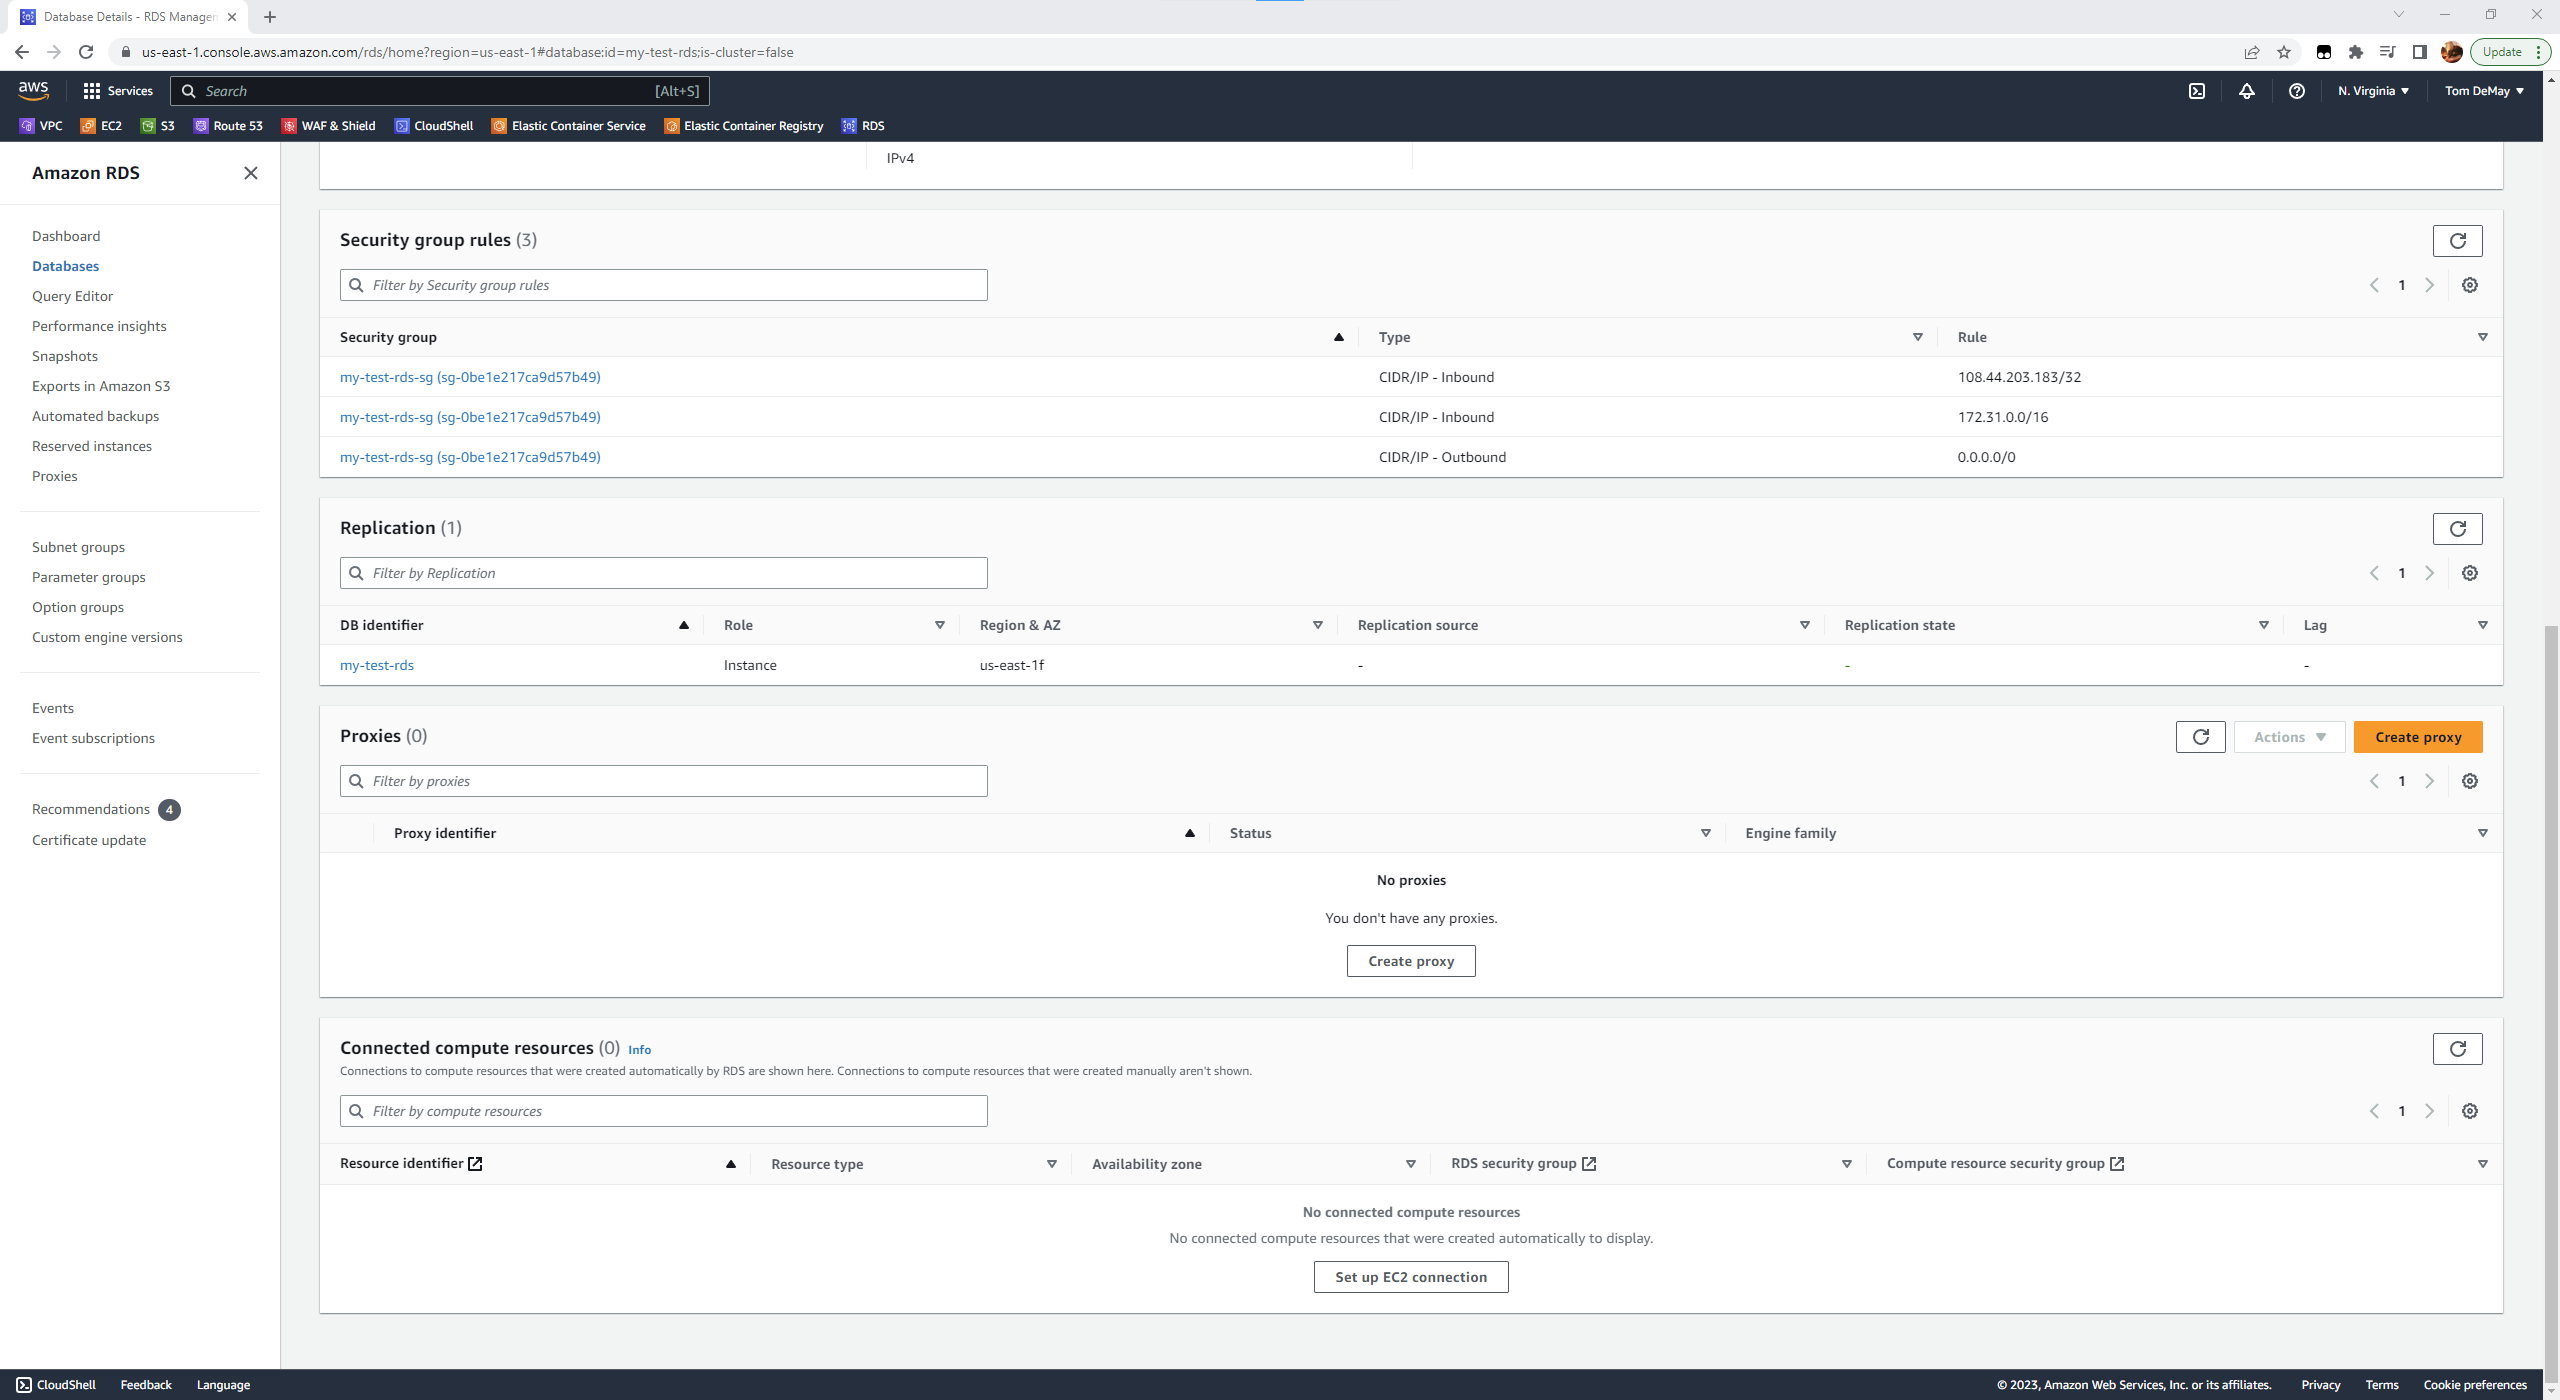 Database Details - RDS Manager
us-east-1.console.aws.amazon.com/rds/home?region=us-east-1#database:id=my-test-rds;is-cluster=false
Update
aws
Services
Search
[Alt+S]
N. Virginia
Tom DeMay
VPC
EC2
S3
Route 53
WAF & Shield
CloudShell
Elastic Container Service
Elastic Container Registry
RDS
Amazon RDS
Dashboard
Databases
Query Editor
Performance insights
Snapshots
Exports in Amazon S3
Automated backups
Reserved instances
Proxies
Subnet groups
Parameter groups
Option groups
Custom engine versions
Events
Event subscriptions
Recommendations 4
Certificate update
IPv4
Security group rules (3)
Filter by Security group rules
1
Security group Type Rule
my-test-rds-sg (sg-0be1e217ca9d57b49) CIDR/IP - Inbound 108.44.203.183/32
my-test-rds-sg (sg-0be1e217ca9d57b49) CIDR/IP - Inbound 172.31.0.0/16
my-test-rds-sg (sg-0be1e217ca9d57b49) CIDR/IP - Outbound 0.0.0.0/0
Replication (1)
Filter by Replication
1
DB identifier Role Region & AZ Replication source Replication state Lag
my-test-rds Instance us-east-1f - - -
Proxies (0)
Actions
Create proxy
Filter by proxies
1
Proxy identifier Status Engine family
No proxies
You don't have any proxies.
Create proxy
Connected compute resources (0) Info
Connections to compute resources that were created automatically by RDS are shown here. Connections to compute resources that were created manually aren't shown.
Filter by compute resources
1
Resource identifier Resource type Availability zone RDS security group Compute resource security group
No connected compute resources
No connected compute resources that were created automatically to display.
Set up EC2 connection
CloudShell Feedback Language © 2023, Amazon Web Services, Inc. or its affiliates. Privacy Terms Cookie preferences